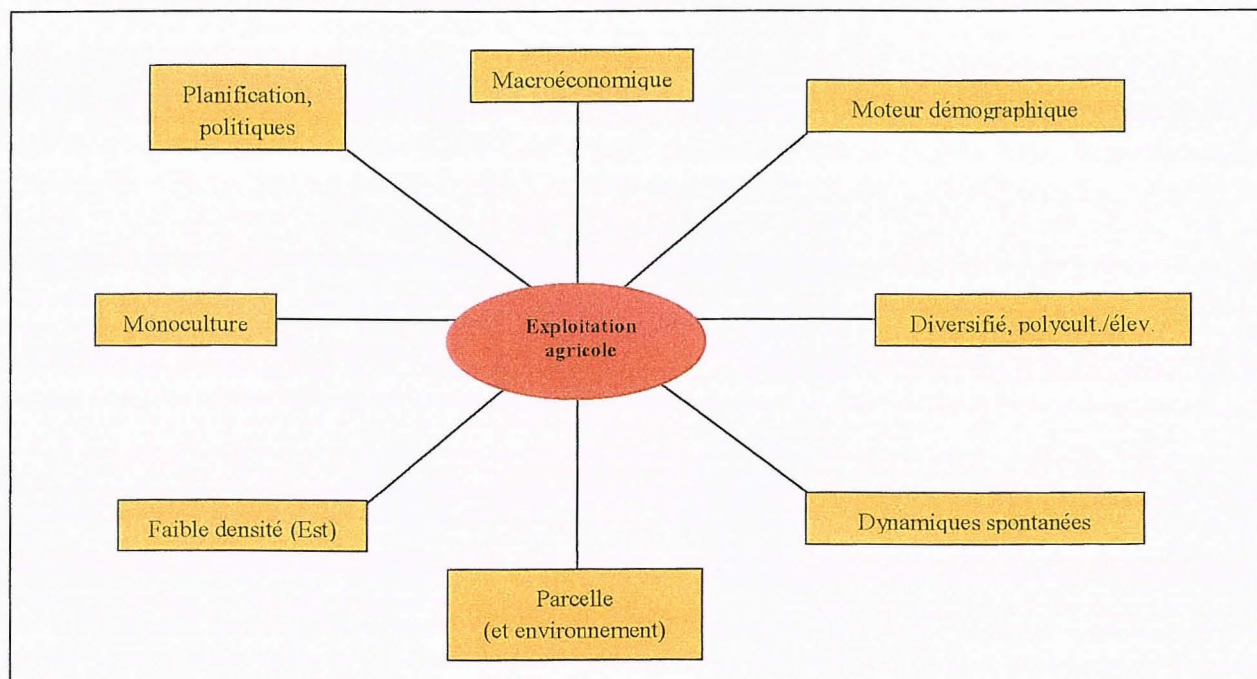 Planification,
politiques
Macroéconomique
Moteur démographique
Monoculture
Exploitation
agricole
Diversifié, polycult./élev.
Faible densité (Est)
Dynamiques spontanées
Parcelle
(et environnement)